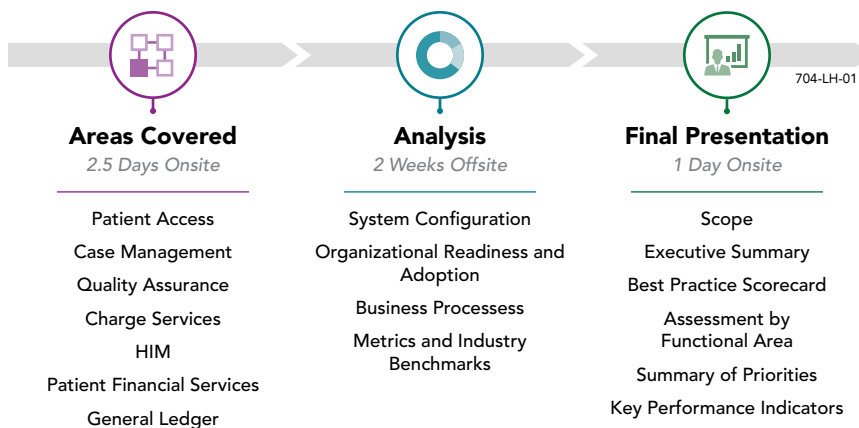 704-LH-01
Areas Covered
2.5 Days Onsite
Patient Access
Case Management
Quality Assurance
Charge Services
HIM
Patient Financial Services
General Ledger
Analysis
2 Weeks Offsite
System Configuration
Organizational Readiness and
Adoption
Business Processess
Metrics and Industry
Benchmarks
Final Presentation
1 Day Onsite
Scope
Executive Summary
Best Practice Scorecard
Assessment by
Functional Area
Summary of Priorities
Key Performance Indicators